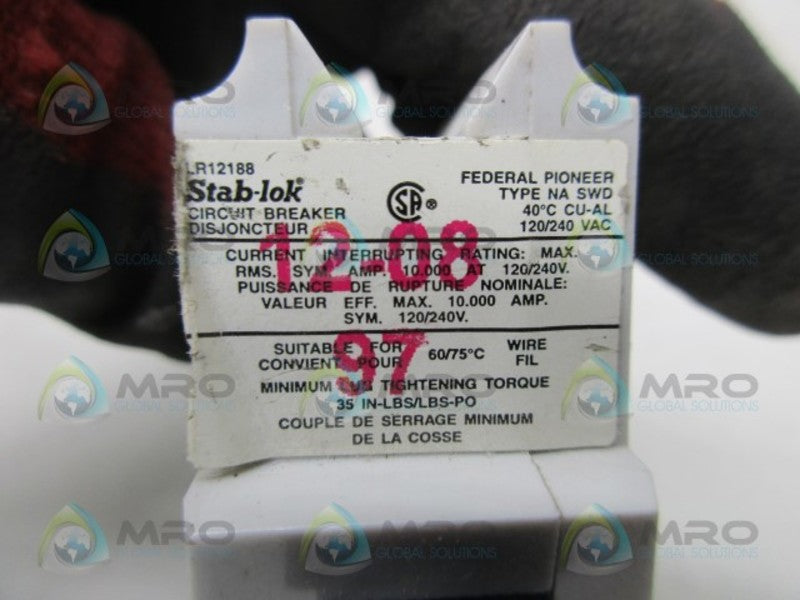 LR12188
Stab-lok®
CIRCUIT BREAKER
DISJONCTEUR
CSA ®
FEDERAL PIONEER
TYPE NA SWD
40°C CU-AL
120/240 VAC
12-08
CURRENT INTERRUPTING RATING: MAX.
RMS. SYM. AMP. 10.000 AT 120/240V.
PUISSANCE DE RUPTURE NOMINALE:
VALEUR EFF. MAX. 10.000 AMP.
SYM. 120/240V.
97
SUITABLE FOR 60/75°C WIRE
CONVIENT POUR FIL
MINIMUM LUG TIGHTENING TORQUE
35 IN-LBS/LBS-PO
COUPLE DE SERRAGE MINIMUM
DE LA COSSE
MRO
GLOBAL SOLUTIONS